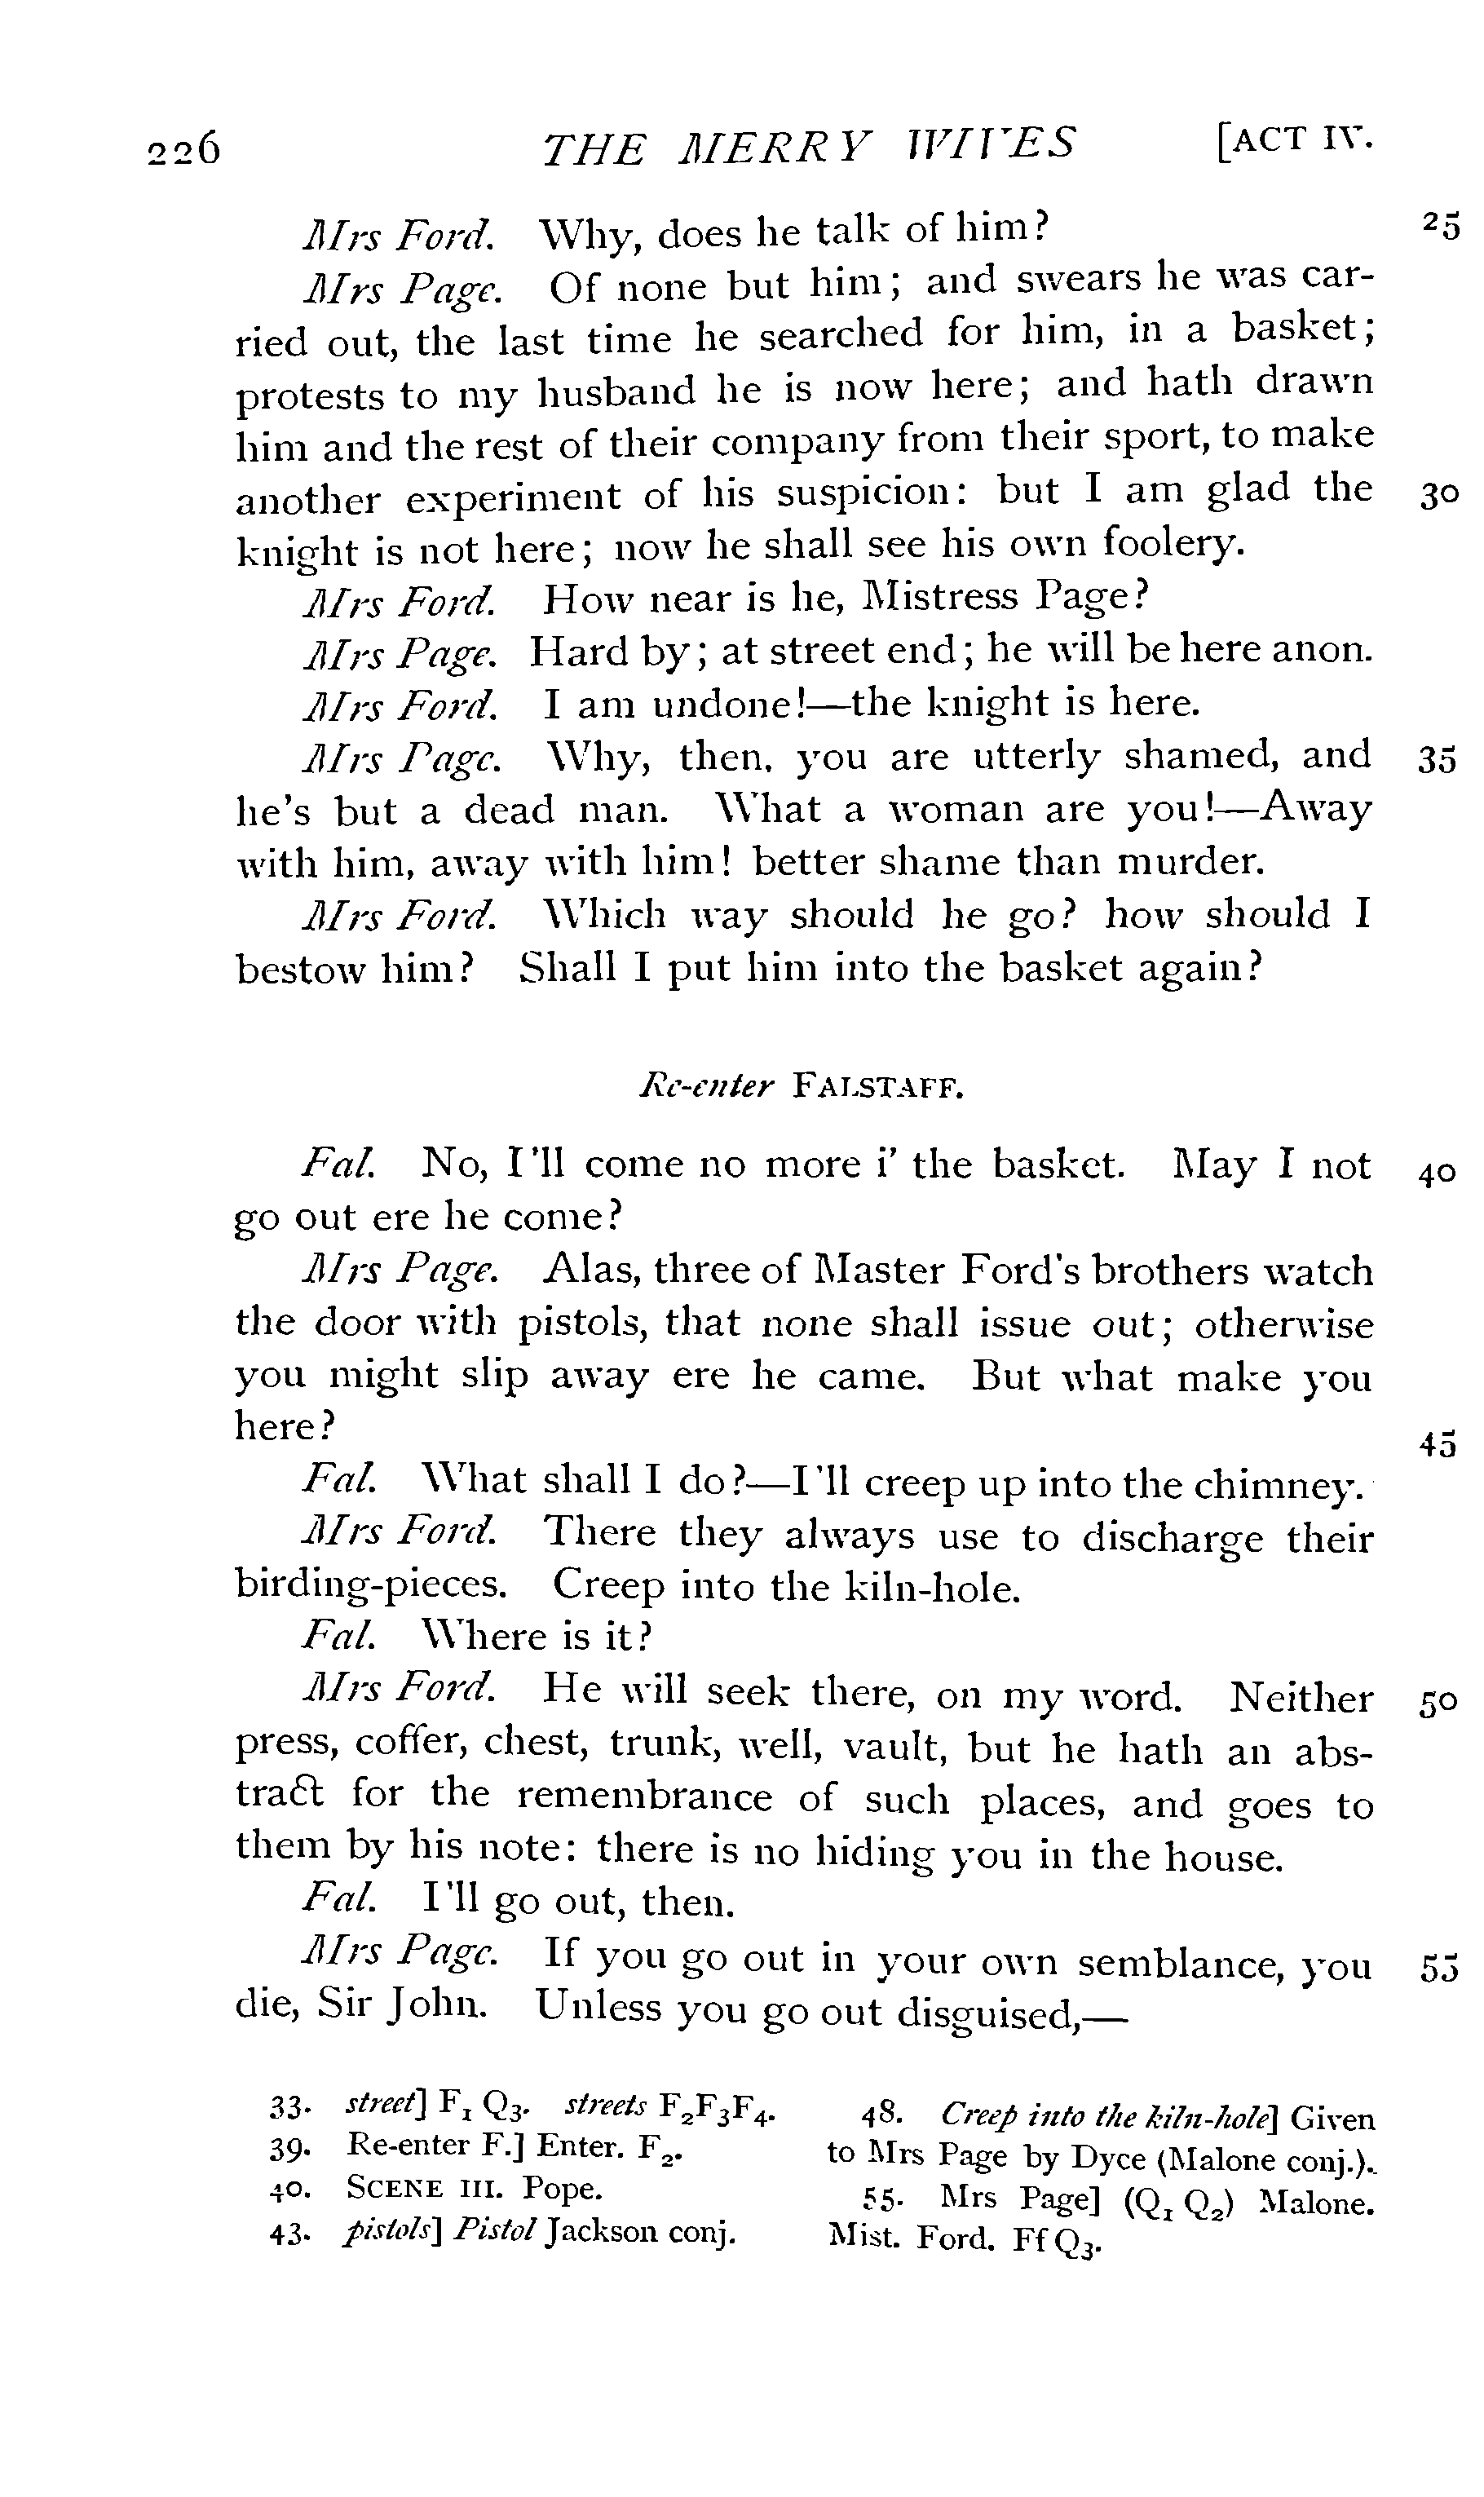 226 THE MERRY WIVES [ACT IV.
Mrs Ford. Why, does he talk of him? 25
Mrs Page. Of none but him; and swears he was car-
ried out, the last time he searched for him, in a basket;
protests to my husband he is now here; and hath drawn
him and the rest of their company from their sport, to make
another experiment of his suspicion: but I am glad the 30
knight is not here; now he shall see his own foolery.
Mrs Ford. How near is he, Mistress Page?
Mrs Page. Hard by; at street end; he will be here anon.
Mrs Ford. I am undone!—the knight is here.
Mrs Page. Why, then, you are utterly shamed, and 35
he's but a dead man. What a woman are you!—Away
with him, away with him! better shame than murder.
Mrs Ford. Which way should he go? how should I
bestow him? Shall I put him into the basket again?
Re-enter FALSTAFF.
Fal. No, I'll come no more i' the basket. May I not 40
go out ere he come?
Mrs Page. Alas, three of Master Ford's brothers watch
the door with pistols, that none shall issue out; otherwise
you might slip away ere he came. But what make you
here? 45
Fal. What shall I do?—I'll creep up into the chimney.
Mrs Ford. There they always use to discharge their
birding-pieces. Creep into the kiln-hole.
Fal. Where is it?
Mrs Ford. He will seek there, on my word. Neither 50
press, coffer, chest, trunk, well, vault, but he hath an abs-
tract for the remembrance of such places, and goes to
them by his note: there is no hiding you in the house.
Fal. I'll go out, then.
Mrs Page. If you go out in your own semblance, you 55
die, Sir John. Unless you go out disguised,—
33. street] F1 Q3. streets F2F3F4.
39. Re-enter F.] Enter. F2.
40. SCENE III. Pope.
43. pistols] Pistol Jackson conj.
48. Creep into the kiln-hole] Given
to Mrs Page by Dyce (Malone conj.).
55. Mrs Page] (Q1 Q2) Malone.
Mist. Ford. Ff Q3.